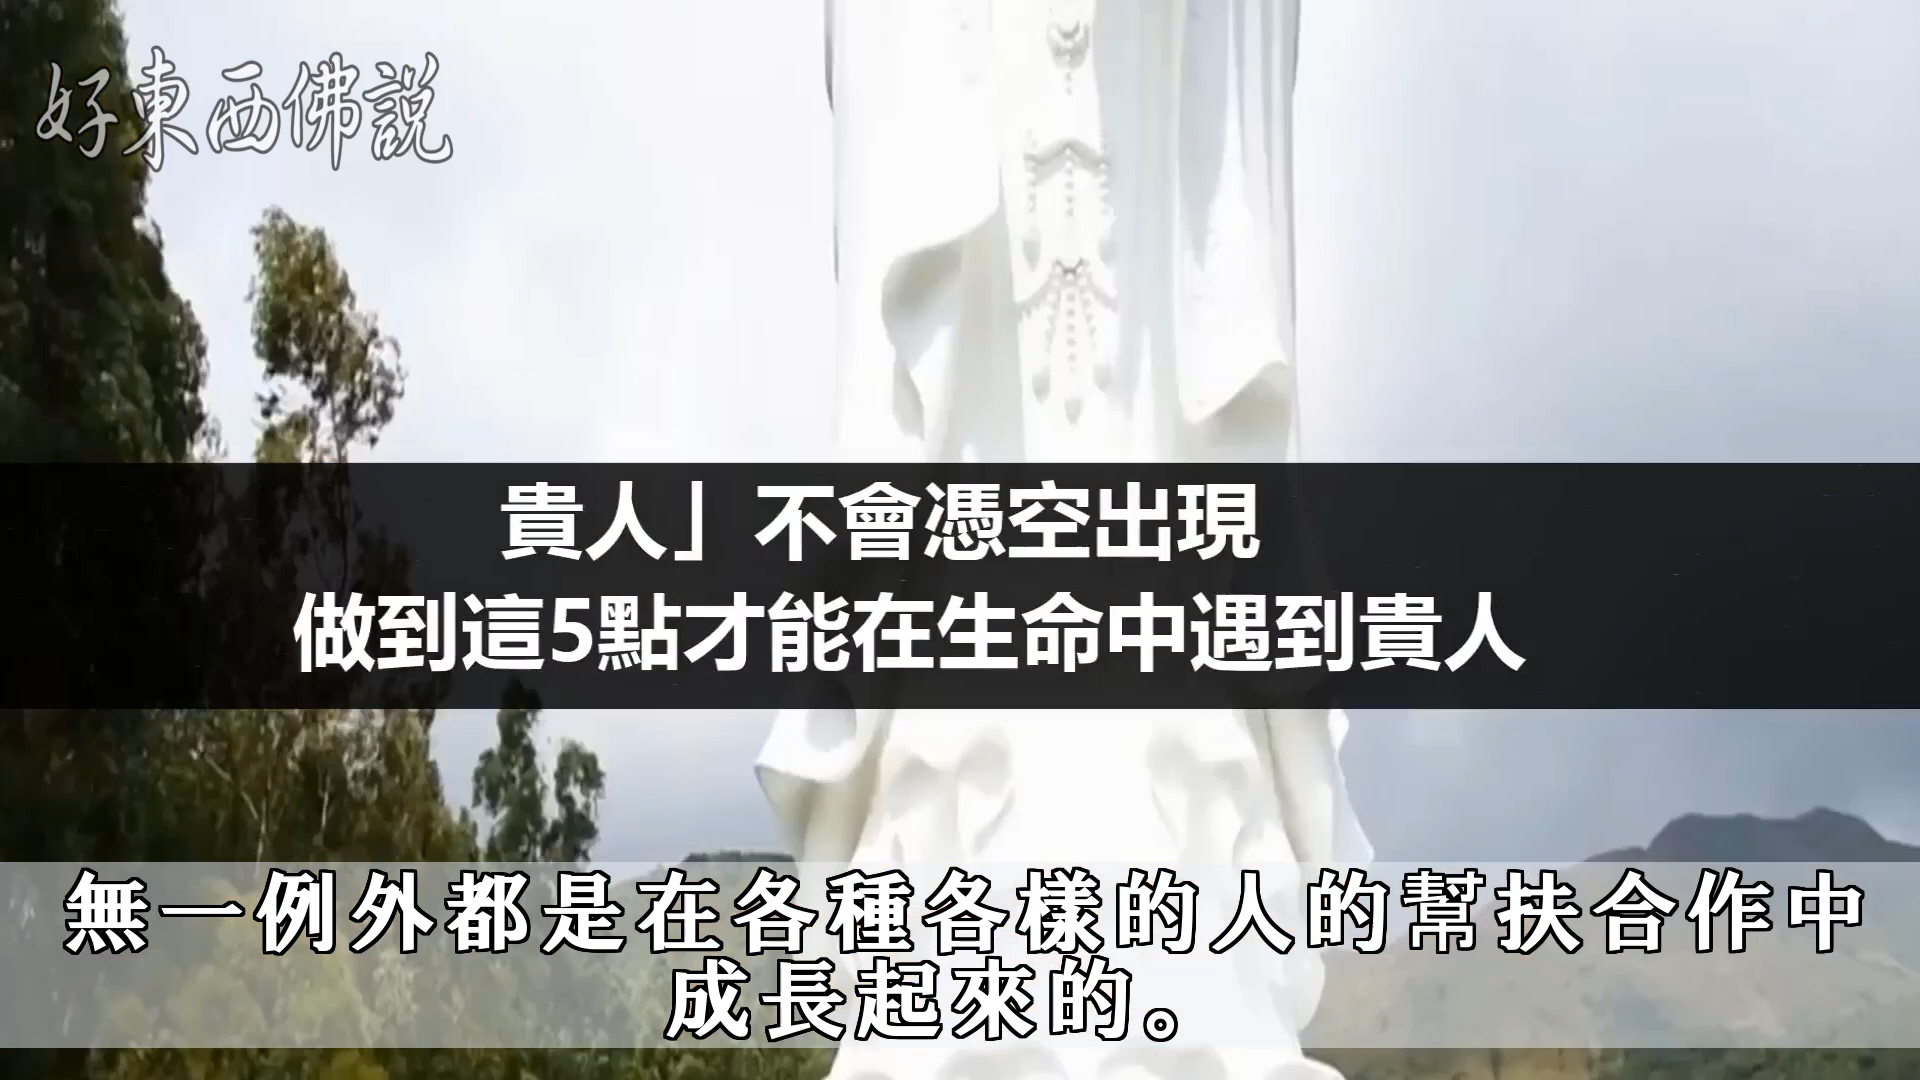 好東西佛說
貴人」不會憑空出現
做到這5點才能在生命中遇到貴人
無一例外都是在各種各樣的人的幫扶合作中
成長起來的。